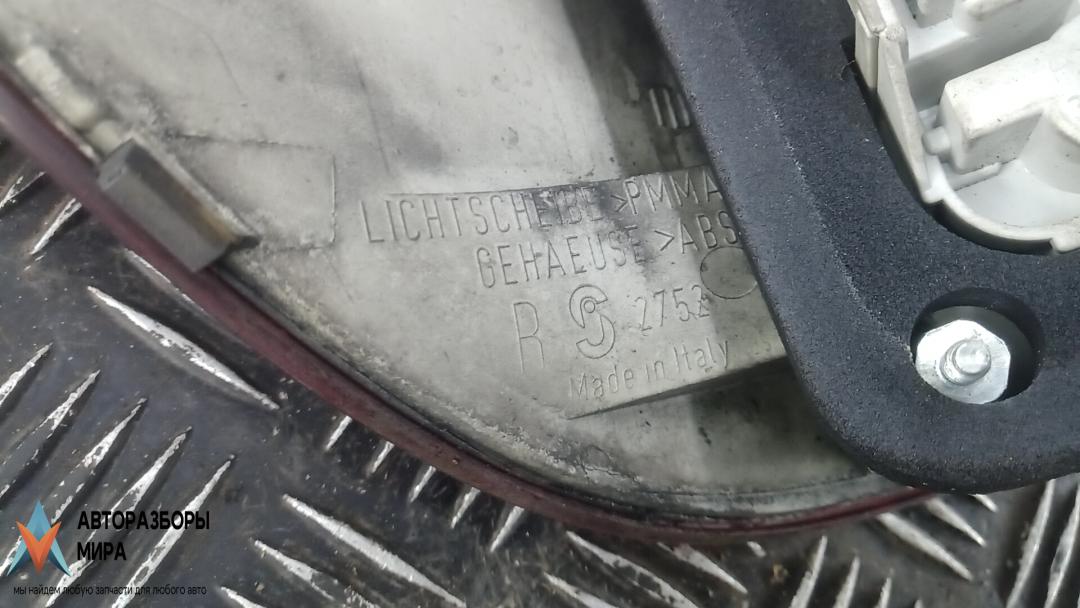 LICHTSCHEIBE >PMMA
GEHAEUSE >ABS
R 2752
Made in Italy
АВТОРАЗБОРЫ
МИРА
мы найдем любую запчасти для любого авто